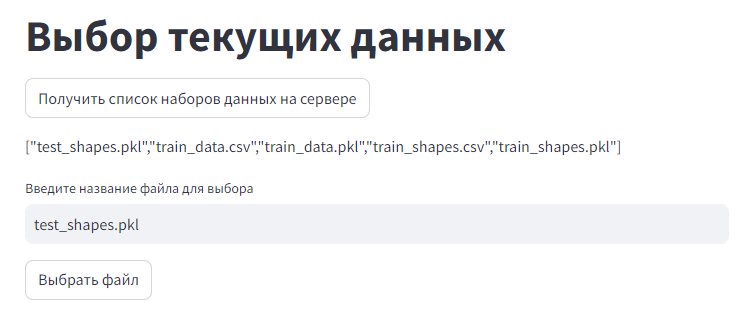 Выбор текущих данных
Получить список наборов данных на сервере
["test_shapes.pkl","train_data.csv","train_data.pkl","train_shapes.csv","train_shapes.pkl"]
Введите название файла для выбора
test_shapes.pkl
Выбрать файл